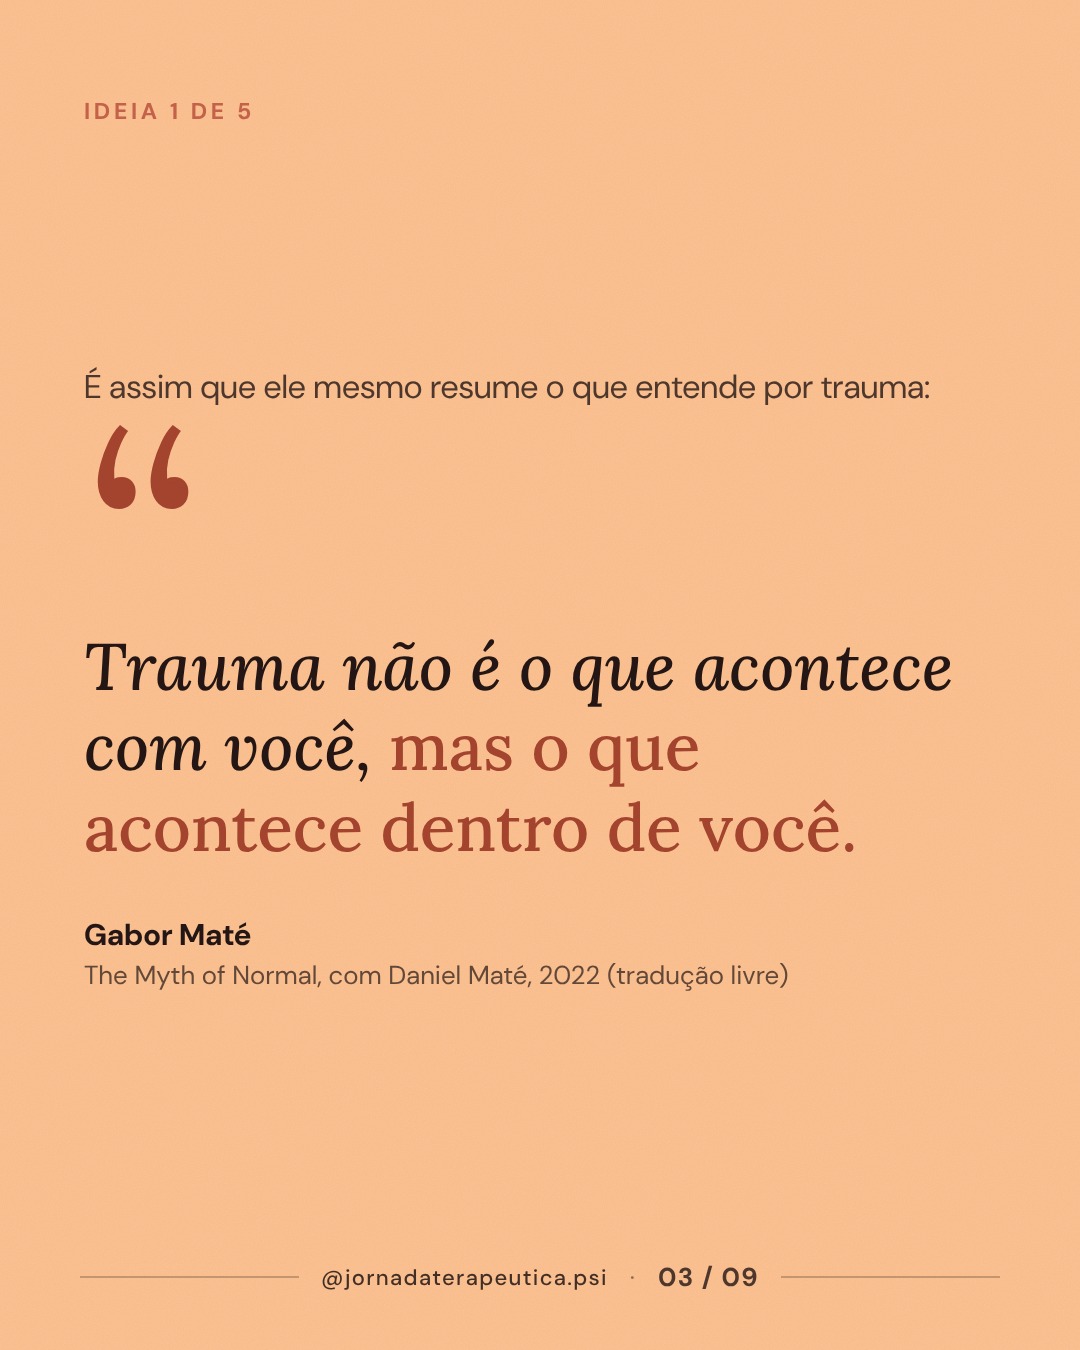 IDEIA 1 DE 5
É assim que ele mesmo resume o que entende por trauma:
“
Trauma não é o que acontece
com você, mas o que
acontece dentro de você.
Gabor Maté
The Myth of Normal, com Daniel Maté, 2022 (tradução livre)
@jornadaterapeutica.psi · 03 / 09